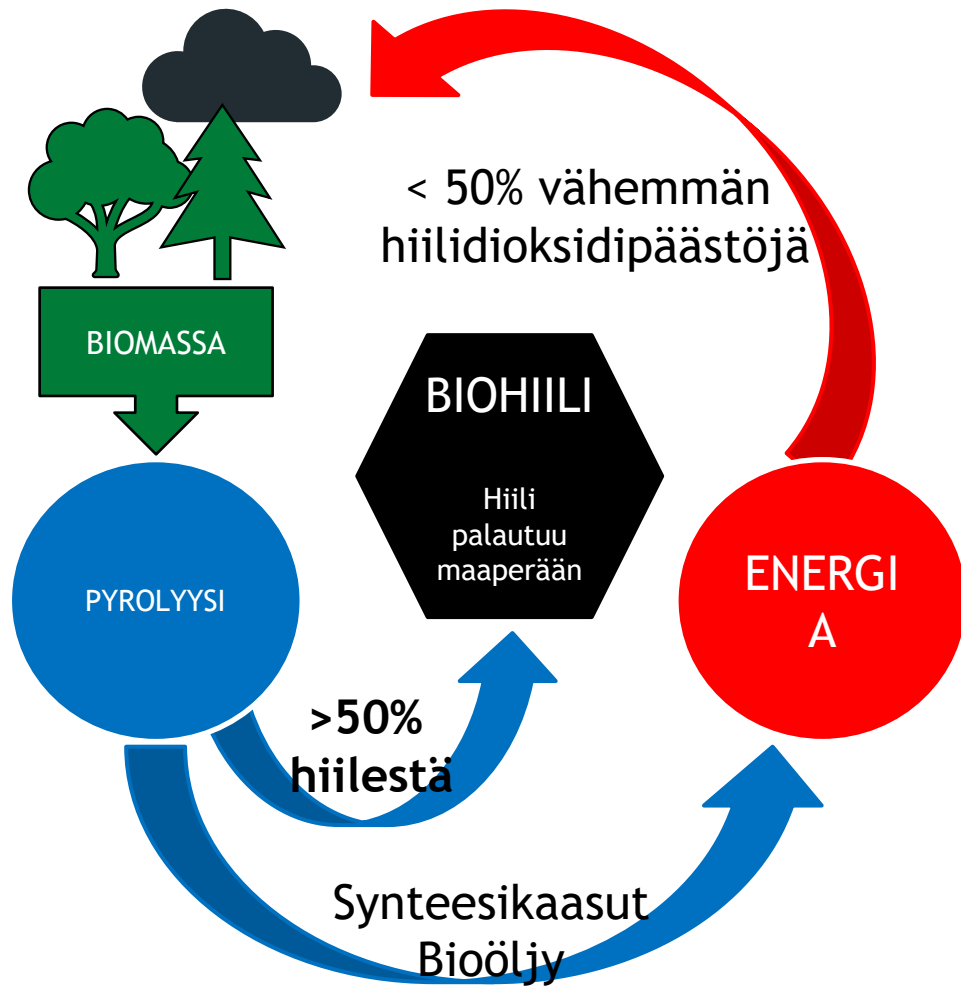 < 50% vähemmän
hiilidioksidipäästöjä
BIOMASSA
BIOHIILI
Hiili
palautuu
maaperään
PYROLYYSI
ENERGI
A
>50%
hiilestä
Synteesikaasut
Bioöljy